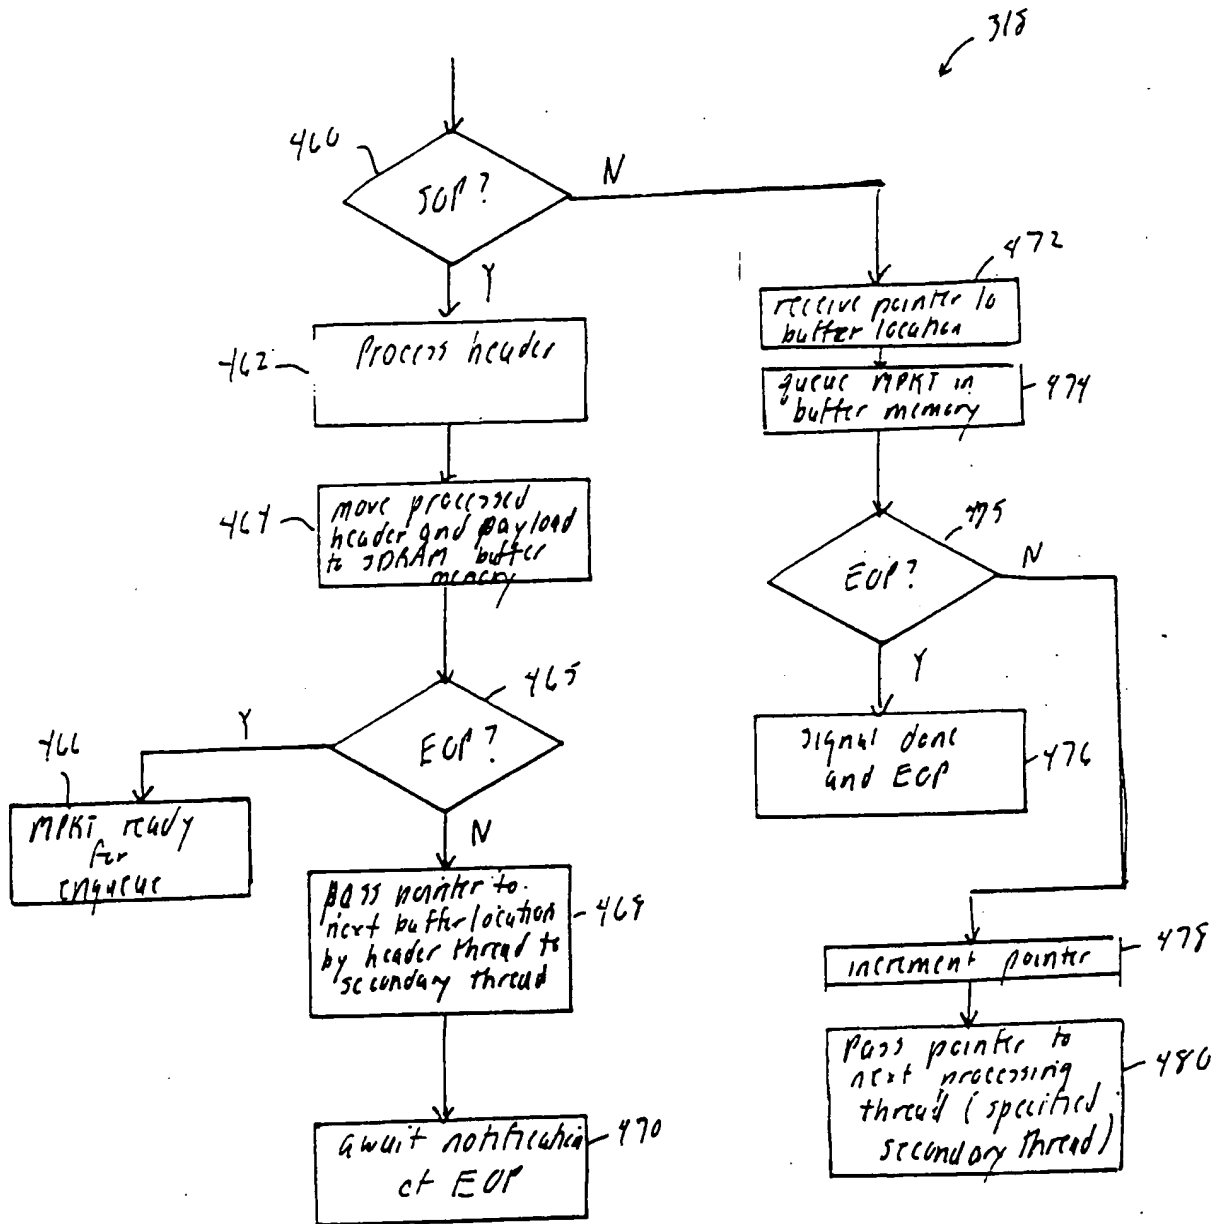 318
460
SOP?
N
Y
472
receive pointer to
buffer location
462
Process header
queue MPKT in
buffer memory
474
464
move processed
header and payload
to SDRAM buffer
memory
475
EOP?
N
Y
465
EOP?
Y
466
MPKT ready
for
enqueue
N
signal done
and EOP
476
pass pointer to
next buffer location
by header thread to
secondary thread
468
increment pointer
478
Pass pointer to
next processing
thread (specified
secondary thread)
480
await notification
of EOP
470